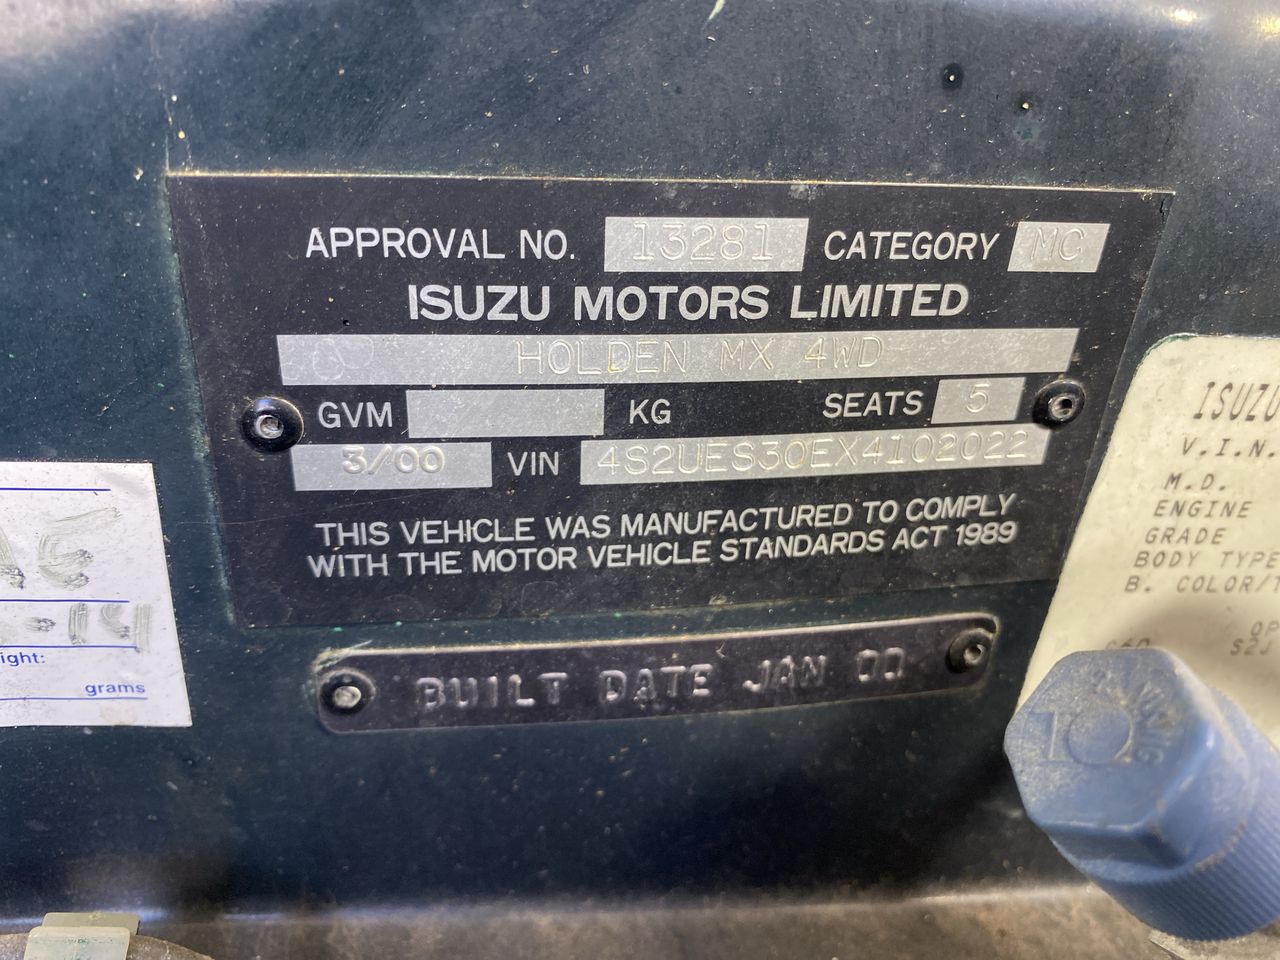 APPROVAL NO. 13281 CATEGORY MC
ISUZU MOTORS LIMITED
HOLDEN MX 4WD
GVM KG SEATS 5
3/00 VIN 4S2UES30EX4102022
THIS VEHICLE WAS MANUFACTURED TO COMPLY
WITH THE MOTOR VEHICLE STANDARDS ACT 1989
BUILT DATE JAN 00
grams
ISUZU
V.I.N.
M.D.
ENGINE
GRADE
BODY TYPE
B. COLOR/T
OP